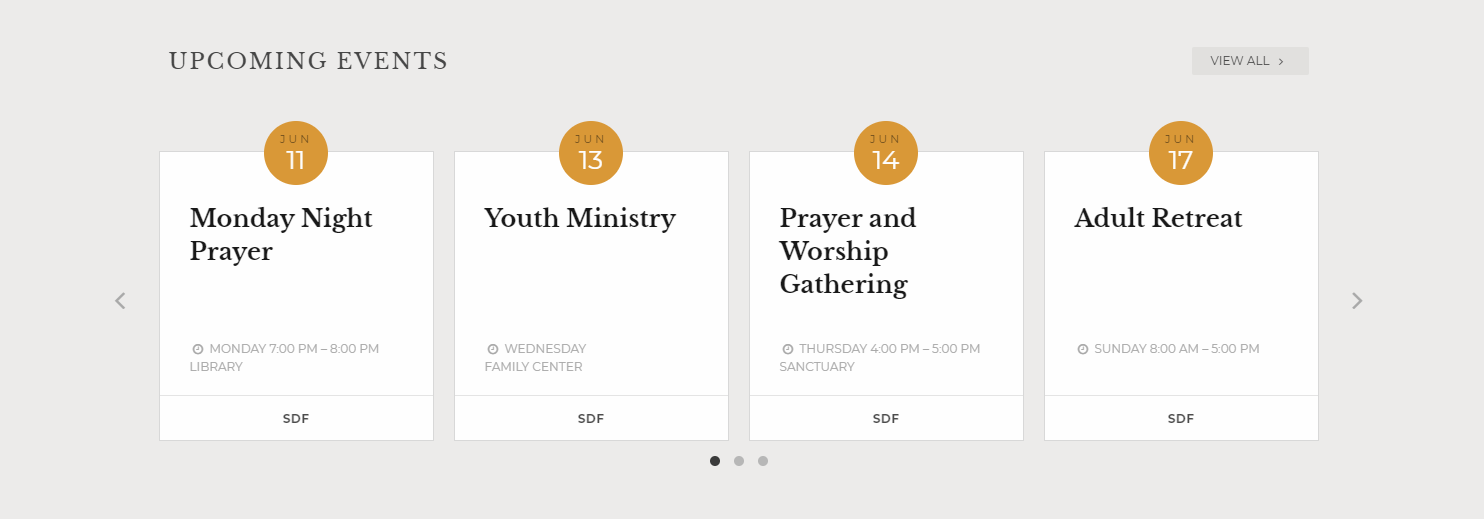 UPCOMING EVENTS
VIEW ALL
JUN
11
Monday Night
Prayer
MONDAY 7:00 PM – 8:00 PM
LIBRARY
SDF
JUN
13
Youth Ministry
WEDNESDAY
FAMILY CENTER
SDF
JUN
14
Prayer and
Worship
Gathering
THURSDAY 4:00 PM – 5:00 PM
SANCTUARY
SDF
JUN
17
Adult Retreat
SUNDAY 8:00 AM – 5:00 PM
SDF